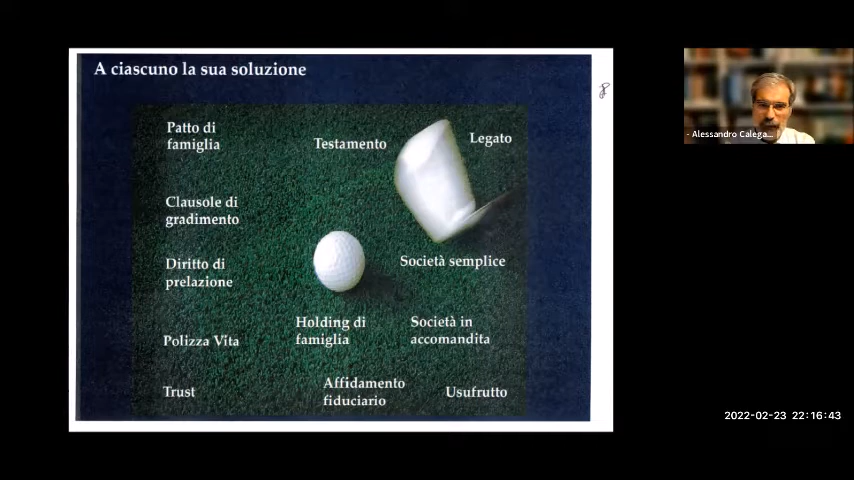 A ciascuno la sua soluzione
8
Patto di
famiglia
Testamento
Legato
Clausole di
gradimento
Diritto di
prelazione
Società semplice
Holding di
famiglia
Società in
accomandita
Polizza Vita
Trust
Affidamento
fiduciario
Usufrutto
- Alessandro Calega...
2022-02-23 22:16:43